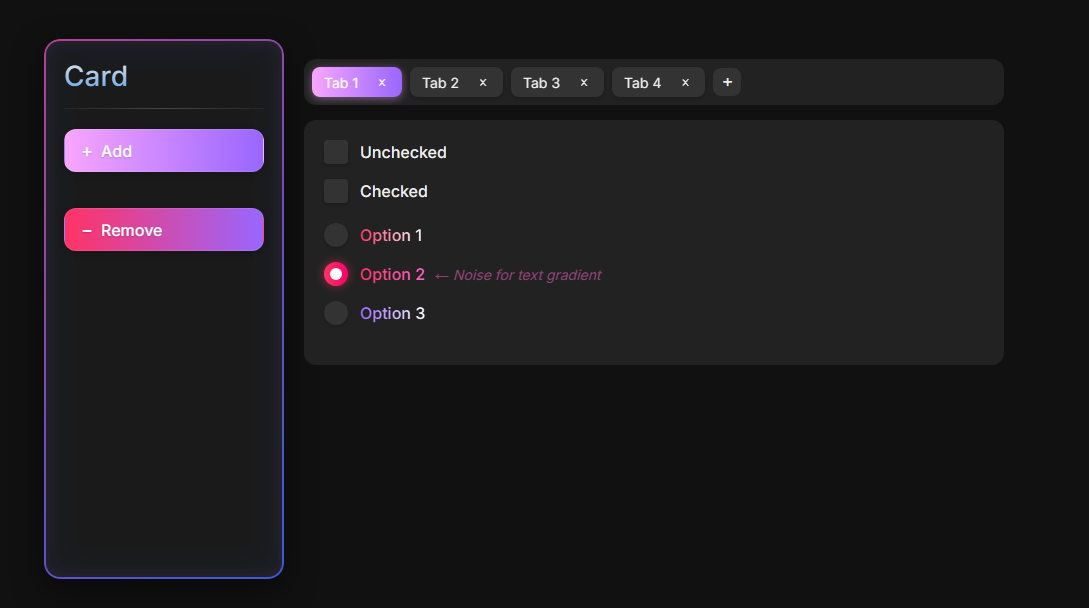 Card
+ Add
− Remove
Tab 1 × Tab 2 × Tab 3 × Tab 4 × +
Unchecked
Checked
Option 1
Option 2 ← Noise for text gradient
Option 3